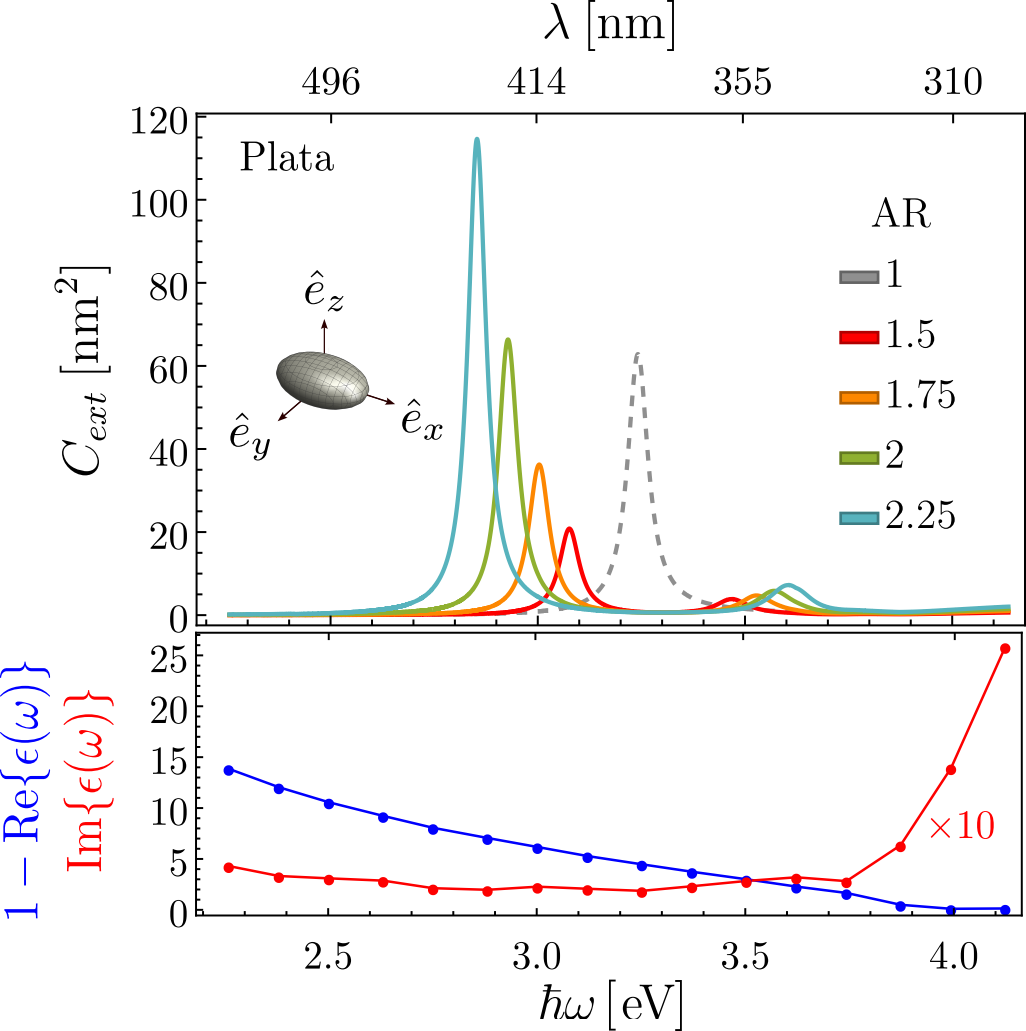 λ [nm]
496 414 355 310
120
100
80
60
40
20
0
C_ext [nm²]
Plata
ê_z
ê_y
ê_x
AR
1
1.5
1.75
2
2.25
1 − Re{ϵ(ω)}
Im{ϵ(ω)}
25
20
15
10
5
0
×10
2.5 3.0 3.5 4.0
ℏω [eV]